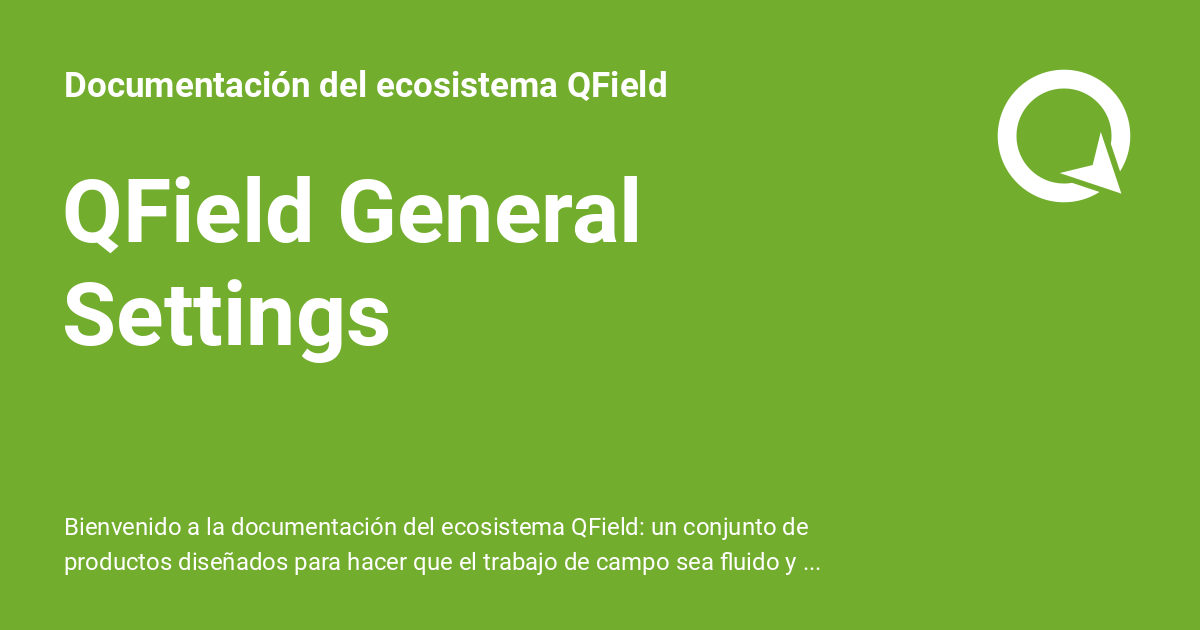 Documentación del ecosistema QField
QField General
Settings
Bienvenido a la documentación del ecosistema QField: un conjunto de
productos diseñados para hacer que el trabajo de campo sea fluido y ...